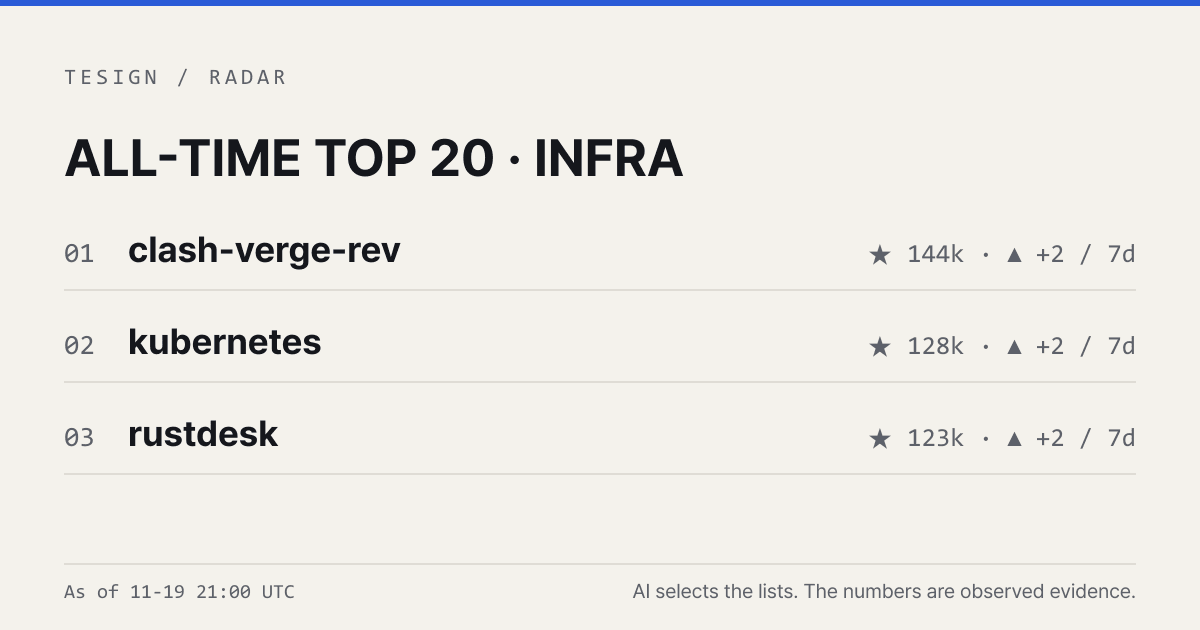 TESIGN / RADAR
ALL-TIME TOP 20 · INFRA
01 clash-verge-rev ★ 144k · ▲ +2 / 7d
02 kubernetes ★ 128k · ▲ +2 / 7d
03 rustdesk ★ 123k · ▲ +2 / 7d
As of 11-19 21:00 UTC AI selects the lists. The numbers are observed evidence.